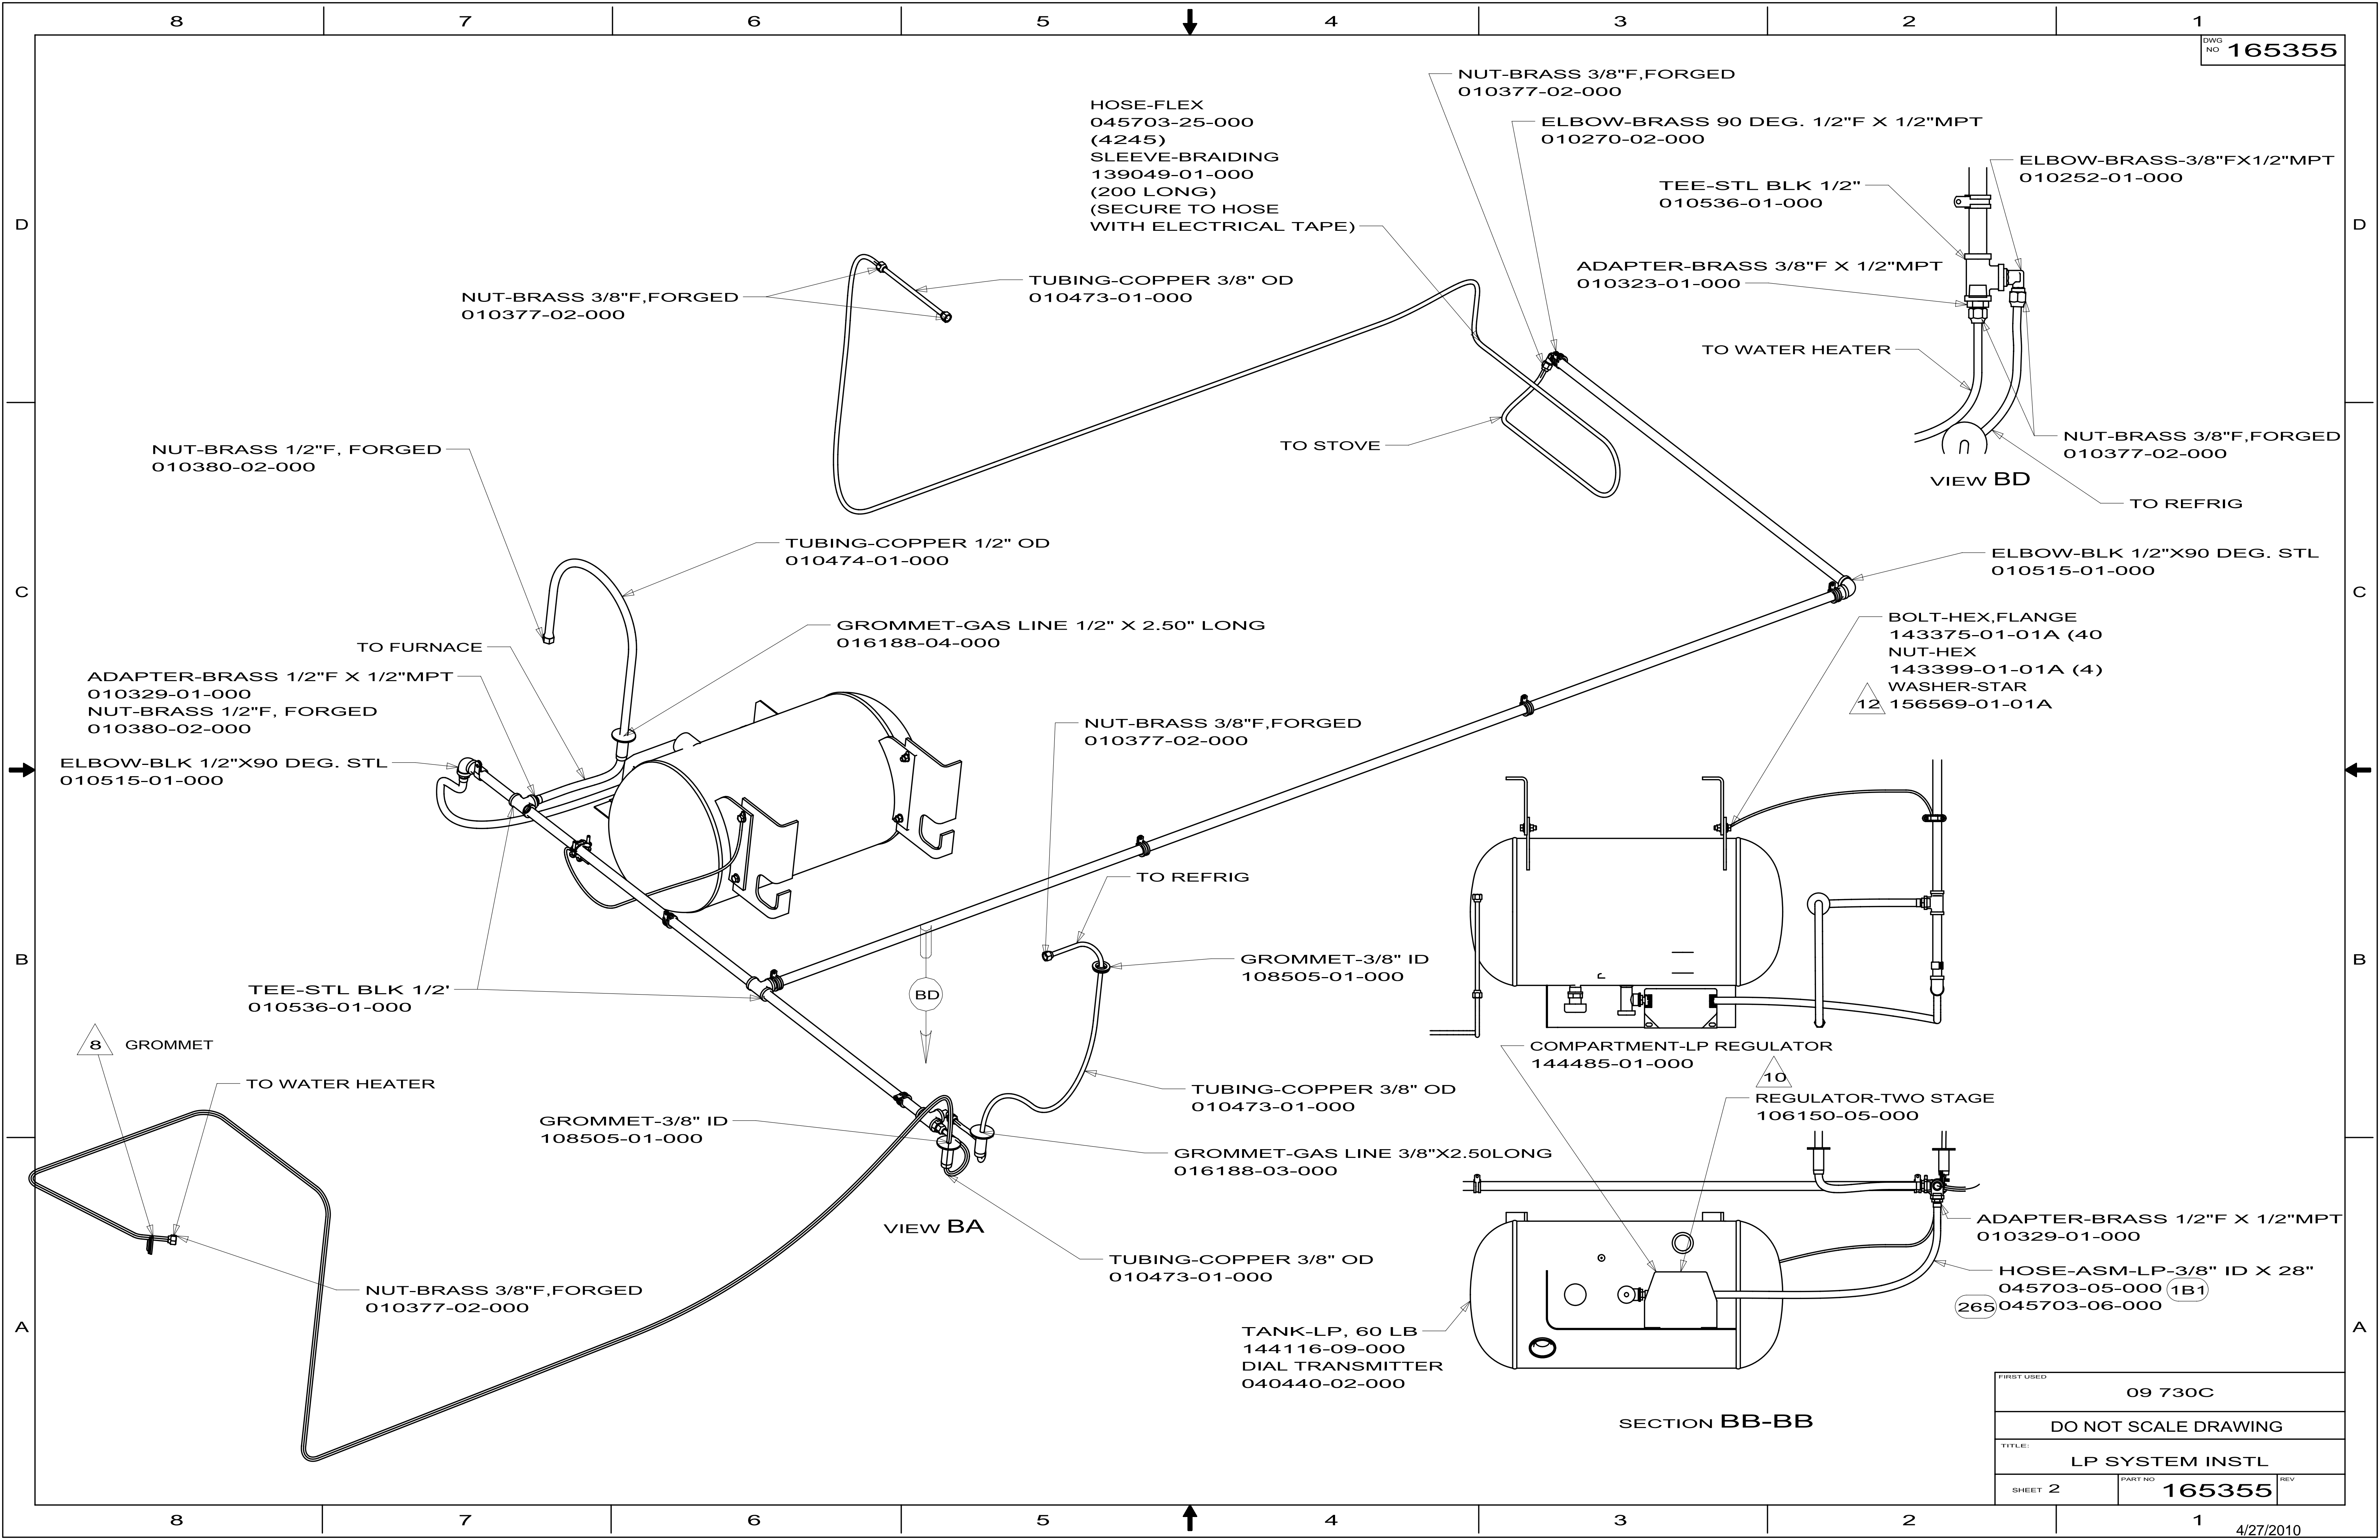 8 7 6 5 4 3 2 1
DWG
NO 165355
NUT-BRASS 3/8"F,FORGED
010377-02-000
HOSE-FLEX
045703-25-000
(4245)
SLEEVE-BRAIDING
139049-01-000
(200 LONG)
(SECURE TO HOSE
WITH ELECTRICAL TAPE)
ELBOW-BRASS 90 DEG. 1/2"F X 1/2"MPT
010270-02-000
ELBOW-BRASS-3/8"FX1/2"MPT
010252-01-000
TEE-STL BLK 1/2"
010536-01-000
D
D
ADAPTER-BRASS 3/8"F X 1/2"MPT
010323-01-000
TUBING-COPPER 3/8" OD
010473-01-000
NUT-BRASS 3/8"F,FORGED
010377-02-000
TO WATER HEATER
NUT-BRASS 3/8"F,FORGED
010377-02-000
TO STOVE
VIEW BD
TO REFRIG
NUT-BRASS 1/2"F, FORGED
010380-02-000
TUBING-COPPER 1/2" OD
010474-01-000
ELBOW-BLK 1/2"X90 DEG. STL
010515-01-000
C
C
GROMMET-GAS LINE 1/2" X 2.50" LONG
016188-04-000
BOLT-HEX,FLANGE
143375-01-01A (40
NUT-HEX
143399-01-01A (4)
WASHER-STAR
12 156569-01-01A
TO FURNACE
ADAPTER-BRASS 1/2"F X 1/2"MPT
010329-01-000
NUT-BRASS 1/2"F, FORGED
010380-02-000
NUT-BRASS 3/8"F,FORGED
010377-02-000
ELBOW-BLK 1/2"X90 DEG. STL
010515-01-000
TO REFRIG
B
B
GROMMET-3/8" ID
108505-01-000
TEE-STL BLK 1/2'
010536-01-000
BD
8 GROMMET
TO WATER HEATER
COMPARTMENT-LP REGULATOR
144485-01-000
10
REGULATOR-TWO STAGE
106150-05-000
TUBING-COPPER 3/8" OD
010473-01-000
GROMMET-3/8" ID
108505-01-000
GROMMET-GAS LINE 3/8"X2.50LONG
016188-03-000
VIEW BA
ADAPTER-BRASS 1/2"F X 1/2"MPT
010329-01-000
TUBING-COPPER 3/8" OD
010473-01-000
HOSE-ASM-LP-3/8" ID X 28"
045703-05-000 1B1
265 045703-06-000
NUT-BRASS 3/8"F,FORGED
010377-02-000
A
A
TANK-LP, 60 LB
144116-09-000
DIAL TRANSMITTER
040440-02-000
SECTION BB-BB
FIRST USED
09 730C
DO NOT SCALE DRAWING
TITLE:
LP SYSTEM INSTL
SHEET 2
PART NO
165355
REV
8 7 6 5 4 3 2 1
4/27/2010